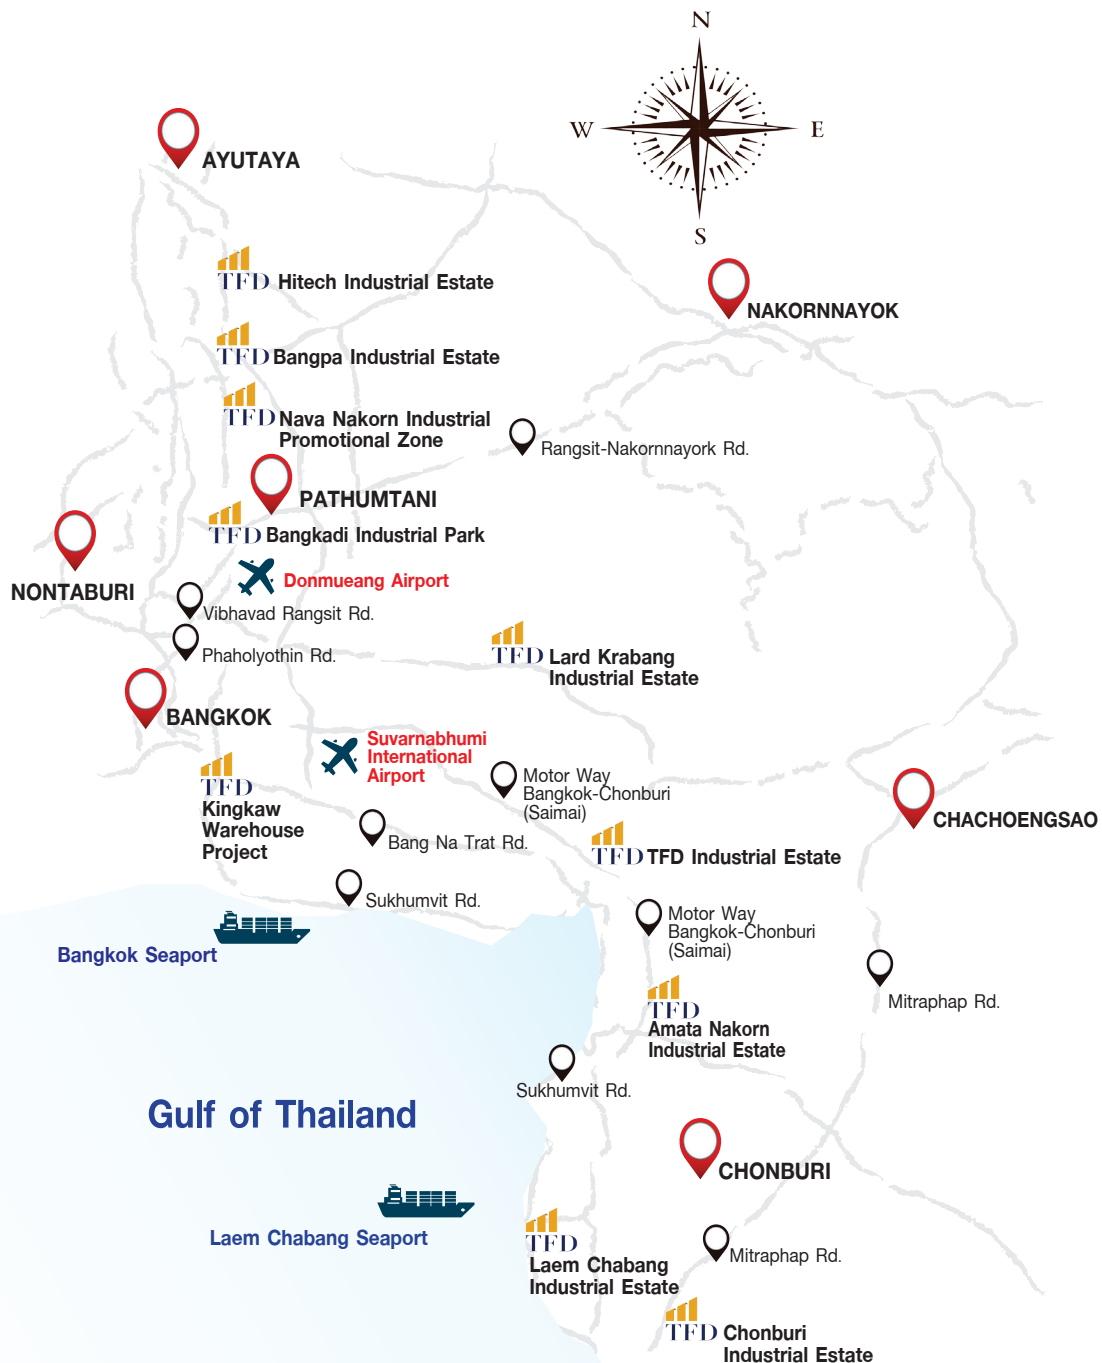 N
W
E
S
AYUTAYA
TFD Hitech Industrial Estate
NAKORNNAYOK
TFD Bangpa Industrial Estate
TFD Nava Nakorn Industrial
Promotional Zone
Rangsit-Nakornnayork Rd.
PATHUMTANI
TFD Bangkadi Industrial Park
NONTABURI
Donmueang Airport
Vibhavad Rangsit Rd.
Phaholyothin Rd.
TFD Lard Krabang
Industrial Estate
BANGKOK
Suvarnabhumi
International
Airport
TFD
Kingkaw
Warehouse
Project
Motor Way
Bangkok-Chonburi
(Saimai)
CHACHOENGSAO
Bang Na Trat Rd.
TFD TFD Industrial Estate
Sukhumvit Rd.
Motor Way
Bangkok-Chonburi
(Saimai)
Bangkok Seaport
Mitraphap Rd.
TFD
Amata Nakorn
Industrial Estate
Sukhumvit Rd.
Gulf of Thailand
CHONBURI
Laem Chabang Seaport
TFD
Laem Chabang
Industrial Estate
Mitraphap Rd.
TFD Chonburi
Industrial Estate